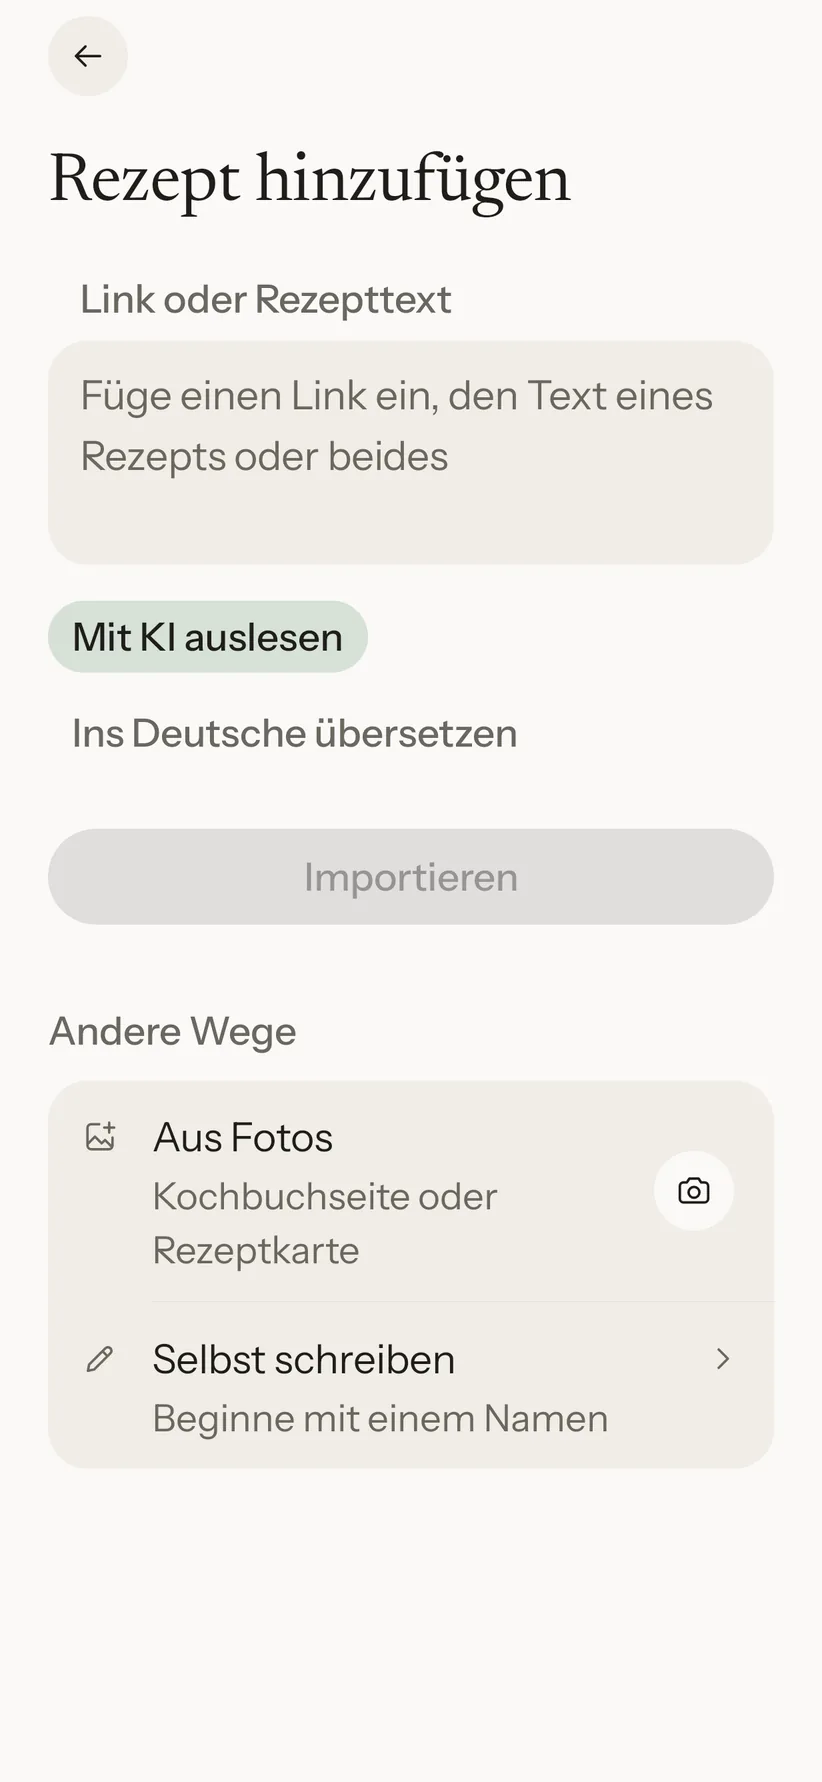 Rezept hinzufügen
Link oder Rezepttext
Füge einen Link ein, den Text eines
Rezepts oder beides
Mit KI auslesen
Ins Deutsche übersetzen
Importieren
Andere Wege
Aus Fotos
Kochbuchseite oder
Rezeptkarte
Selbst schreiben
Beginne mit einem Namen